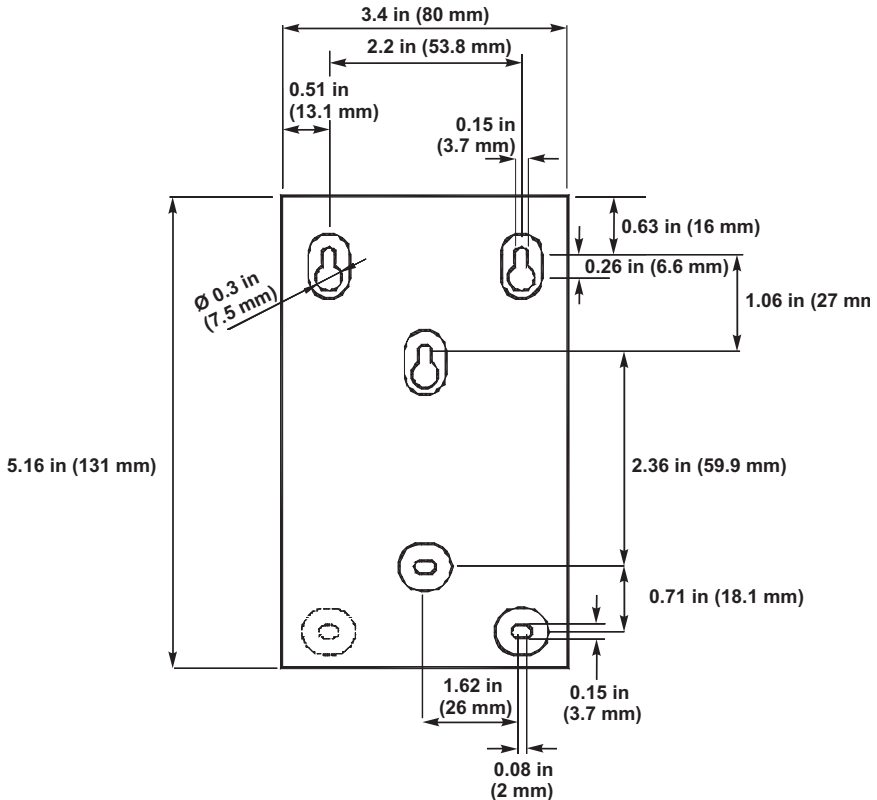 3.4 in (80 mm)
2.2 in (53.8 mm)
0.51 in
(13.1 mm)
0.15 in
(3.7 mm)
0.63 in (16 mm)
0.26 in (6.6 mm)
Ø 0.3 in
(7.5 mm)
1.06 in (27 mm
5.16 in (131 mm)
2.36 in (59.9 mm)
0.71 in (18.1 mm)
1.62 in
(26 mm)
0.15 in
(3.7 mm)
0.08 in
(2 mm)